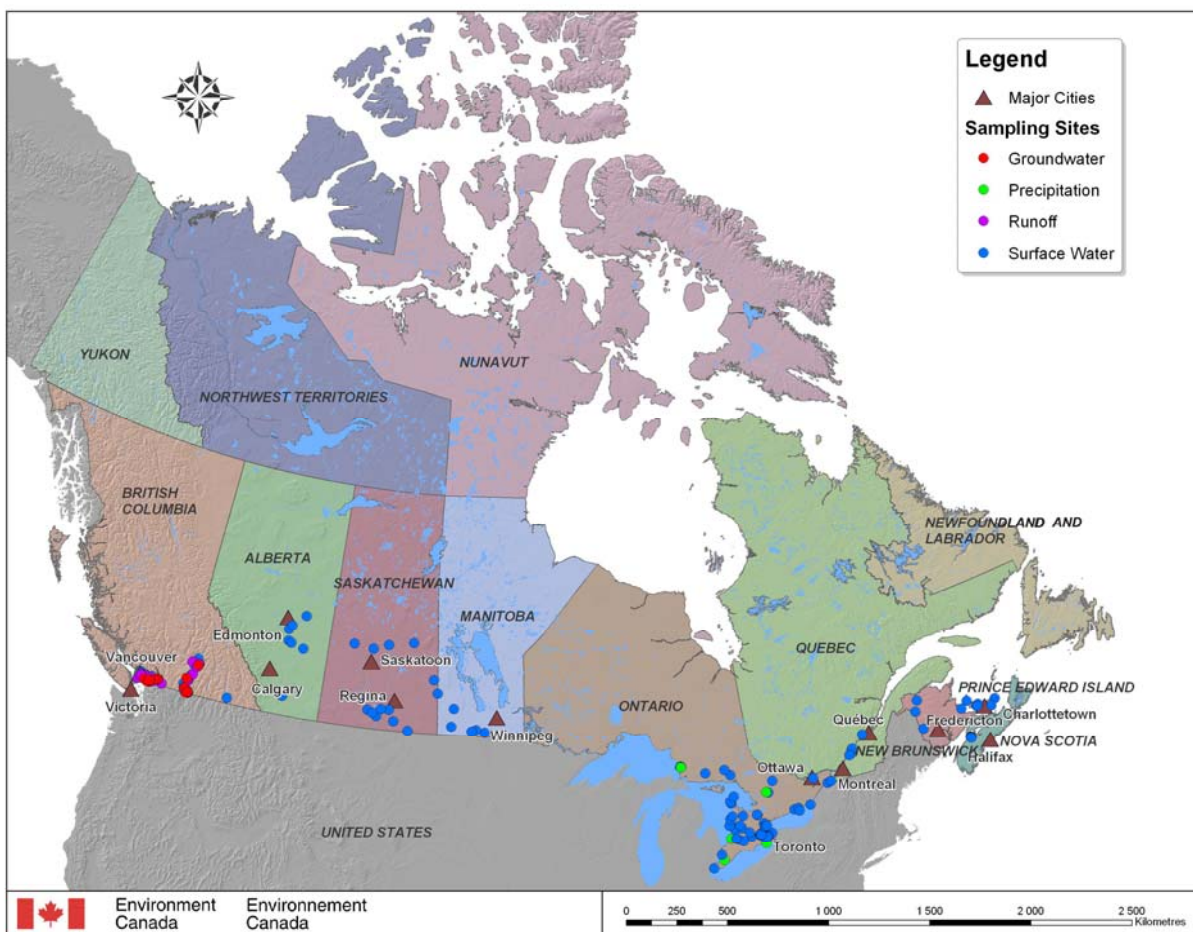 Legend
Major Cities
Sampling Sites
Groundwater
Precipitation
Runoff
Surface Water
YUKON
NUNAVUT
NORTHWEST TERRITORIES
BRITISH
COLUMBIA
ALBERTA
SASKATCHEWAN
MANITOBA
NEWFOUNDLAND AND
LABRADOR
QUEBEC
ONTARIO
PRINCE EDWARD ISLAND
NEW BRUNSWICK
NOVA SCOTIA
UNITED STATES
Edmonton
Vancouver
Victoria
Calgary
Saskatoon
Regina
Winnipeg
Québec
Fredericton
Charlottetown
Halifax
Ottawa
Montreal
Toronto
Environment
Canada
Environnement
Canada
0 250 500 1 000 1 500 2 000 2 500
Kilometres